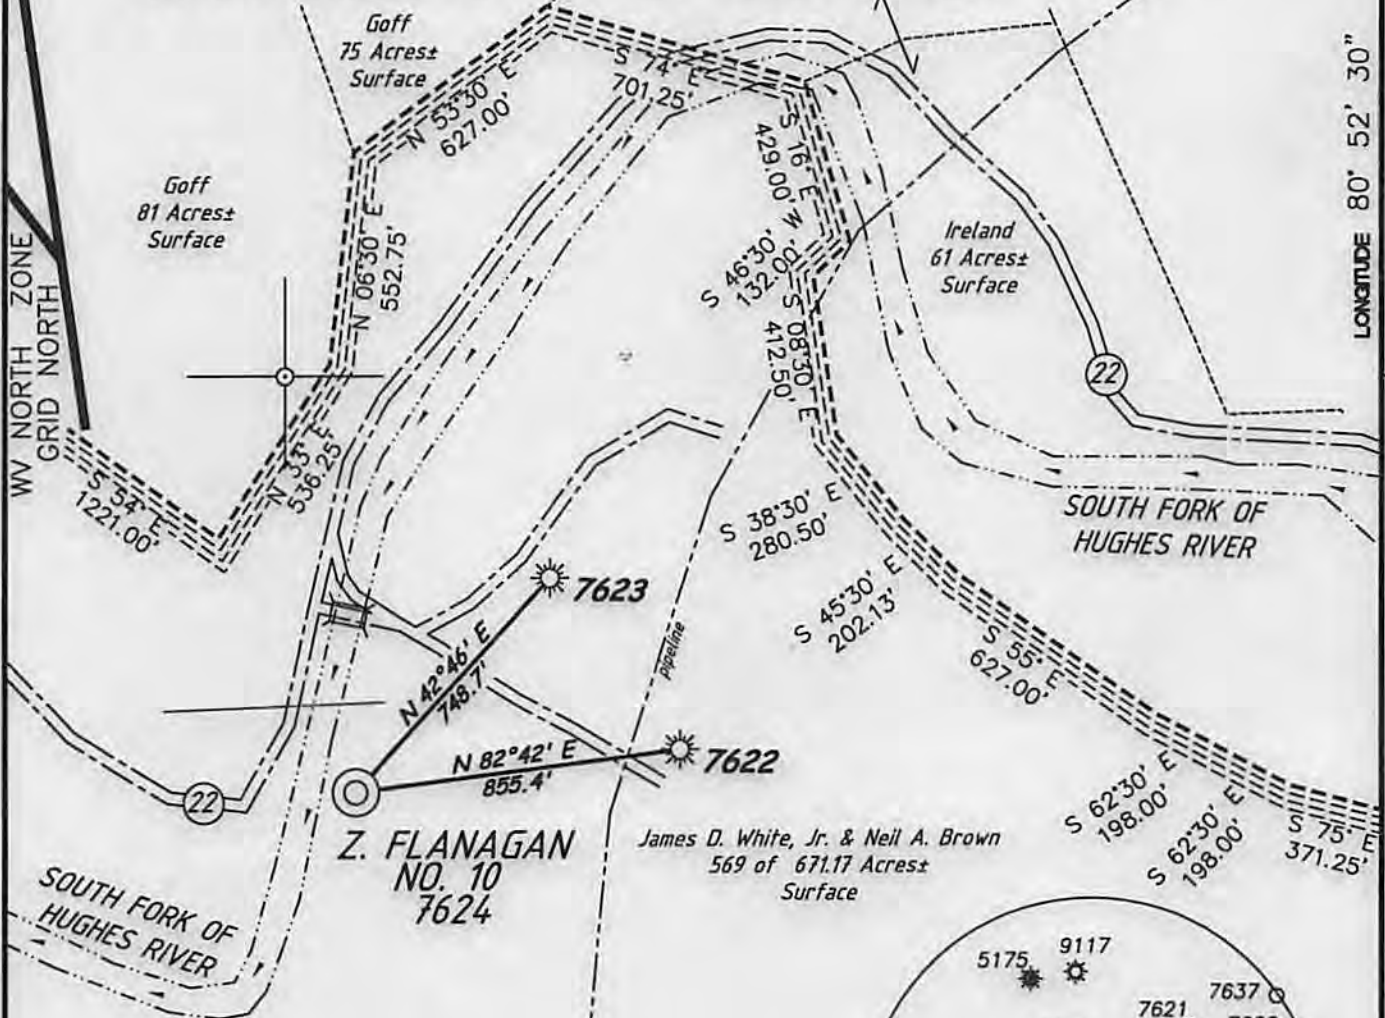 Goff
75 Acres±
Surface
N 53°30' E
627.00'
S 74° E
701.25'
LONGITUDE 80° 52' 30"
Goff
81 Acres±
Surface
S 16° E
429.00'
N 06°30' E
552.75'
S 46°30' W
132.00'
Ireland
61 Acres±
Surface
WV NORTH ZONE
GRID NORTH
S 08°30' E
412.50'
22
N 33° E
536.25'
S 54° E
1221.00'
S 38°30' E
280.50'
SOUTH FORK OF
HUGHES RIVER
7623
S 45°30' E
202.13'
pipeline
S 55° E
627.00'
N 42°46' E
748.7'
N 82°42' E
855.4'
7622
22
S 62°30' E
198.00'
S 62°30' E
198.00'
S 75° E
371.25'
Z. FLANAGAN
NO. 10
7624
James D. White, Jr. & Neil A. Brown
569 of 671.17 Acres±
Surface
SOUTH FORK OF
HUGHES RIVER
5175
9117
7637
7621